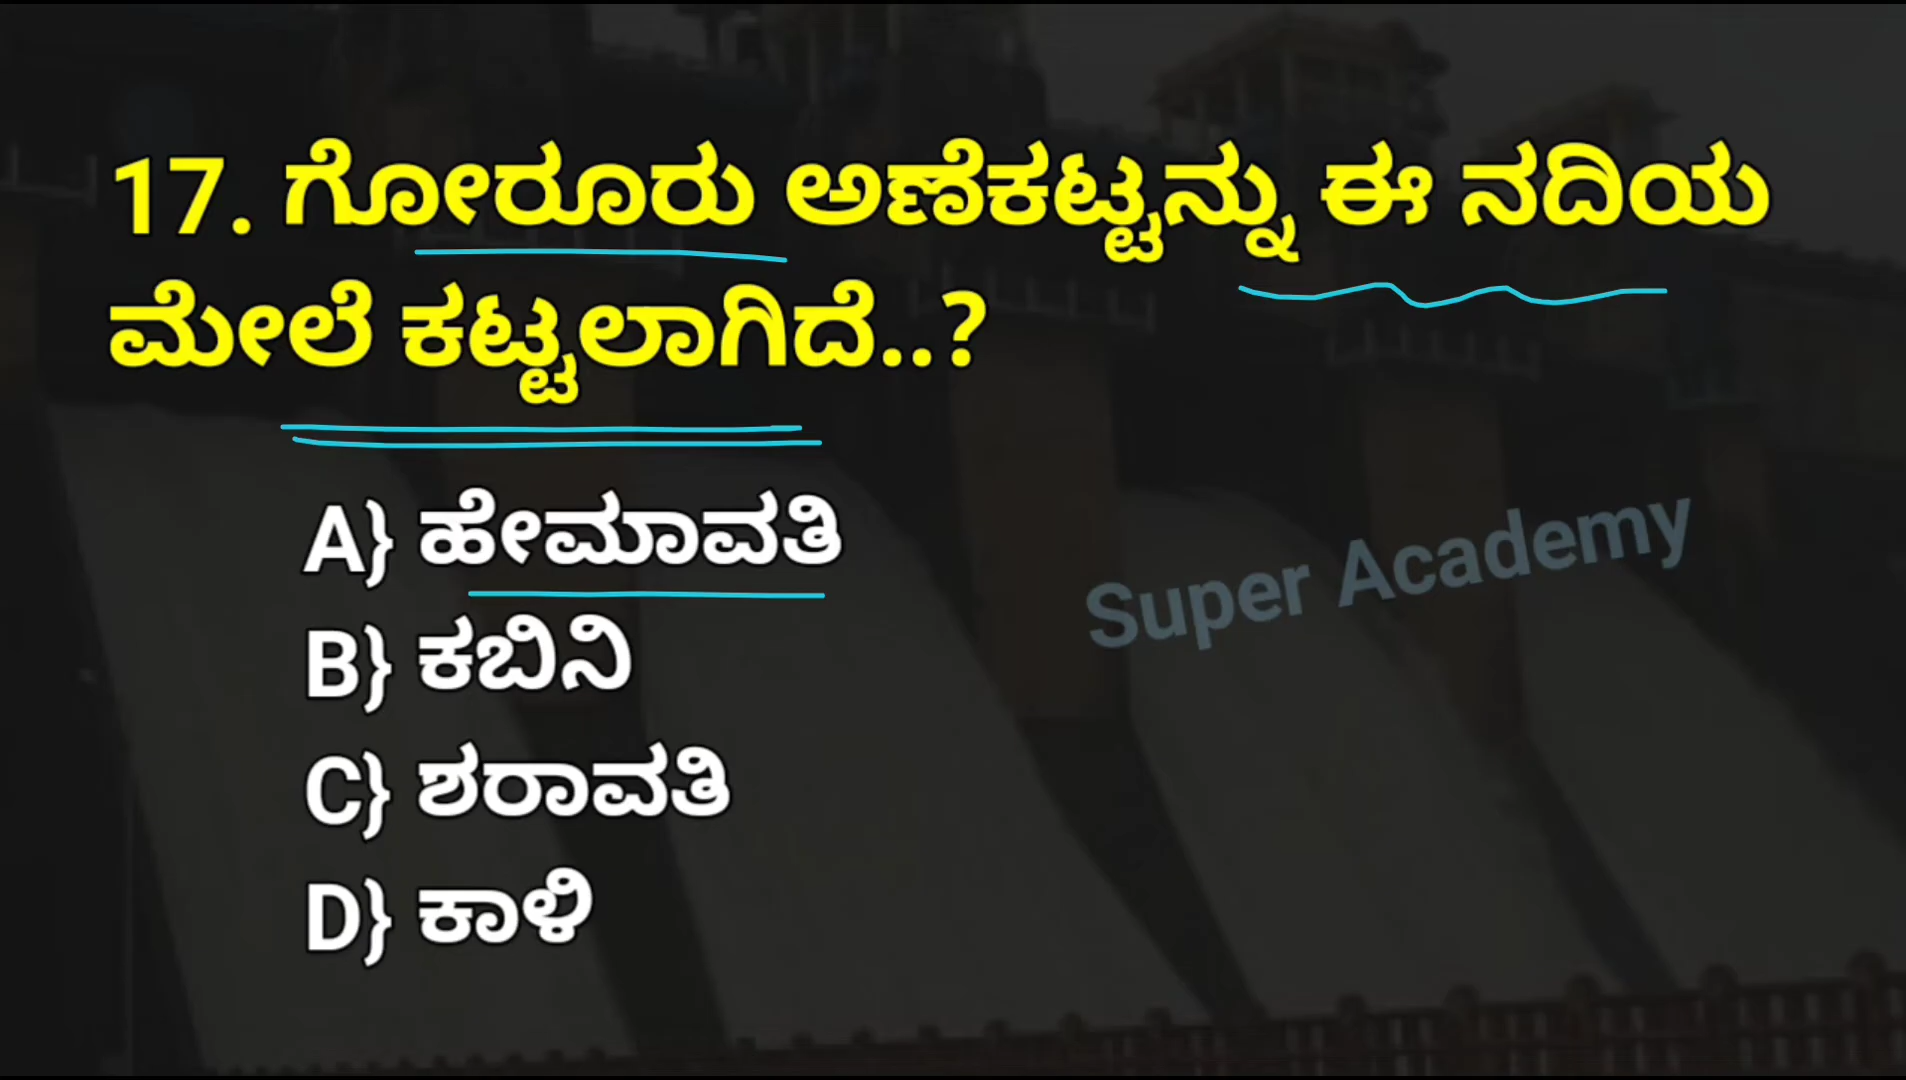 17. ಗೋರೂರು ಅಣೆಕಟ್ಟನ್ನು ಈ ನದಿಯ
ಮೇಲೆ ಕಟ್ಟಲಾಗಿದೆ..?
A} ಹೇಮಾವತಿ
B} ಕಬಿನಿ
C} ಶರಾವತಿ
D} ಕಾಳಿ
Super Academy